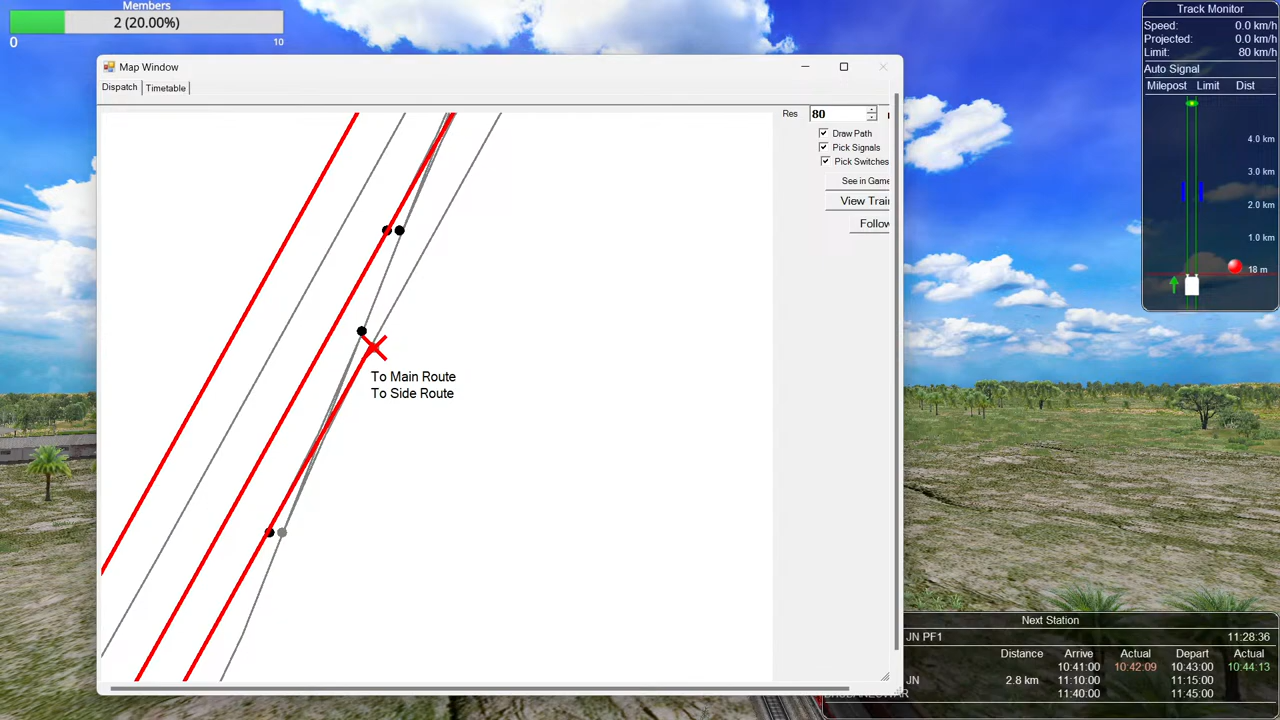 Members
2 (20.00%)
0
10
Map Window
Dispatch
Timetable
Res
80
Draw Path
Pick Signals
Pick Switches
See in Game
View Trai
Follow
To Main Route
To Side Route
Track Monitor
Speed: 0.0 km/h
Projected: 0.0 km/h
Limit: 80 km/h
Auto Signal
Milepost Limit Dist
4.0 km
3.0 km
2.0 km
1.0 km
18 m
Next Station
JN PF1 11:28:36
Distance Arrive Actual Depart Actual
10:41:00 10:42:09 10:43:00 10:44:13
JN 2.8 km 11:10:00 11:15:00
11:40:00 11:45:00